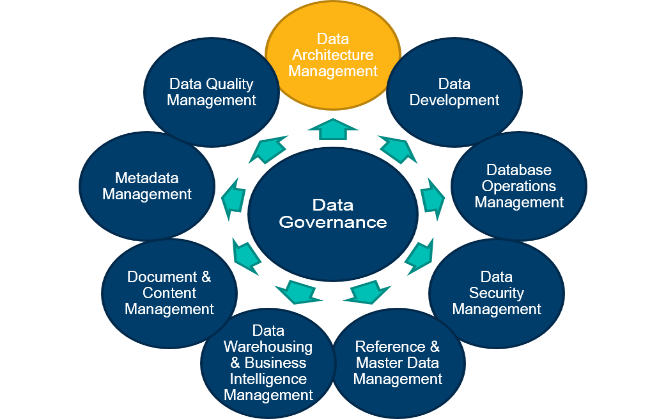 Data
Architecture
Management
Data
Development
Database
Operations
Management
Data
Security
Management
Reference &
Master Data
Management
Data
Warehousing
& Business
Intelligence
Management
Document &
Content
Management
Metadata
Management
Data Quality
Management
Data
Governance